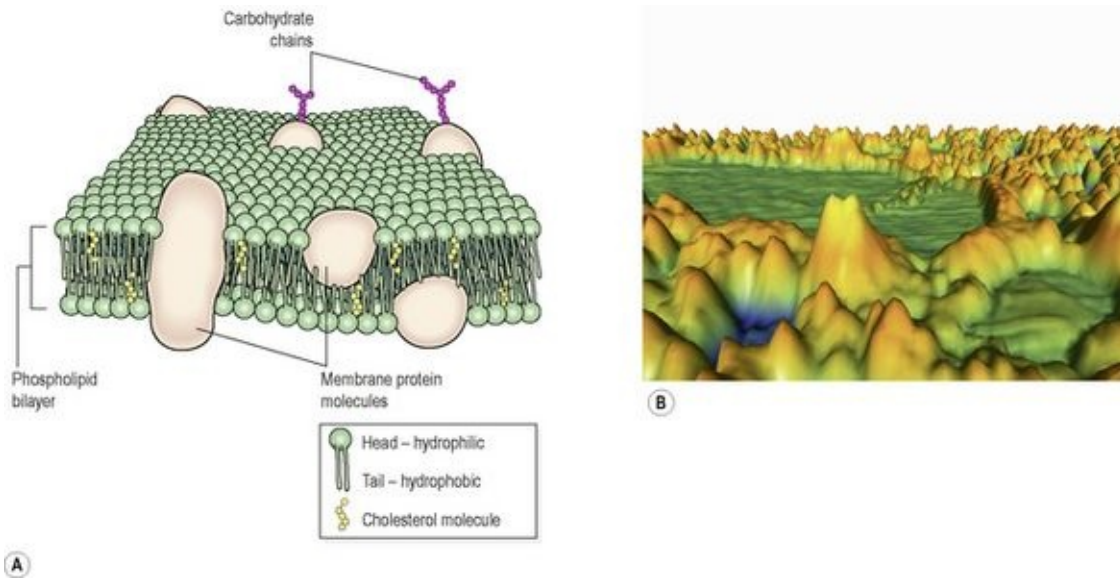 Carbohydrate
chains
Phospholipid
bilayer
Membrane protein
molecules
Head – hydrophilic
Tail – hydrophobic
Cholesterol molecule
A
B